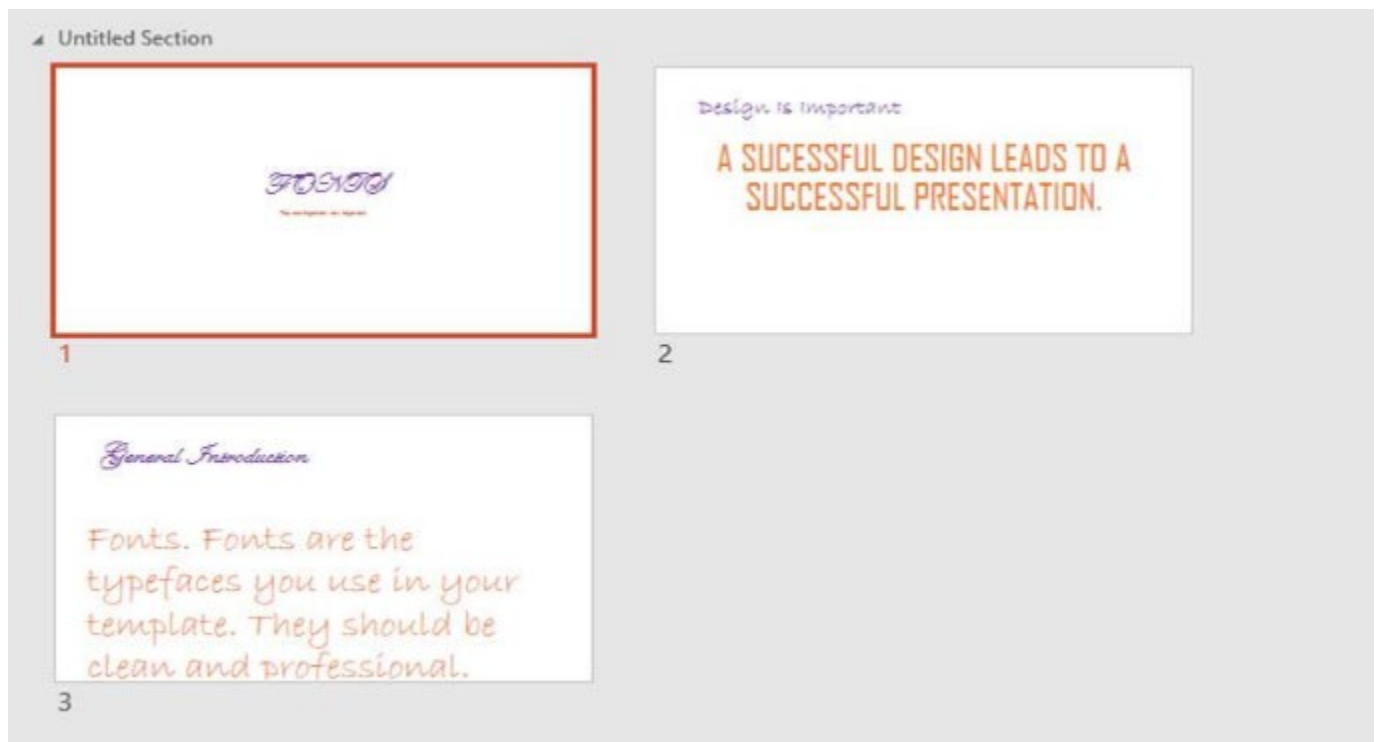 Untitled Section
FONTS
1
Design Is Important
A SUCESSFUL DESIGN LEADS TO A
SUCCESSFUL PRESENTATION.
2
General Introduction
Fonts. Fonts are the
typefaces you use in your
template. They should be
clean and professional.
3